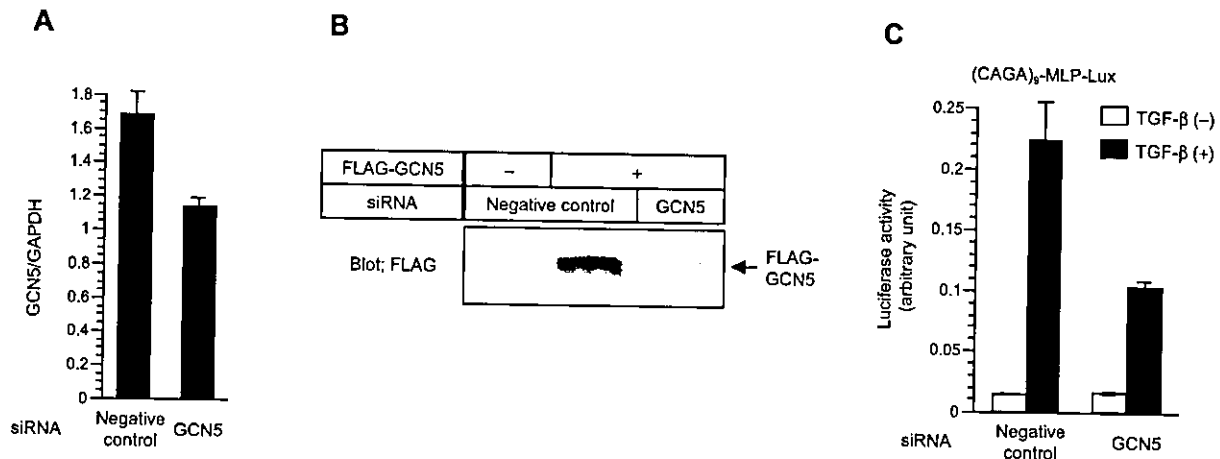 A
1.8
1.6
1.4
1.2
1
0.8
0.6
0.4
0.2
0
GCN5/GAPDH
siRNA
Negative control
GCN5
B
FLAG-GCN5 – +
siRNA Negative control GCN5
Blot; FLAG
FLAG-
GCN5
C
(CAGA)₉-MLP-Lux
0.25
0.2
0.15
0.1
0.05
0
Luciferase activity
(arbitrary unit)
TGF-β (–)
TGF-β (+)
siRNA
Negative
control
GCN5